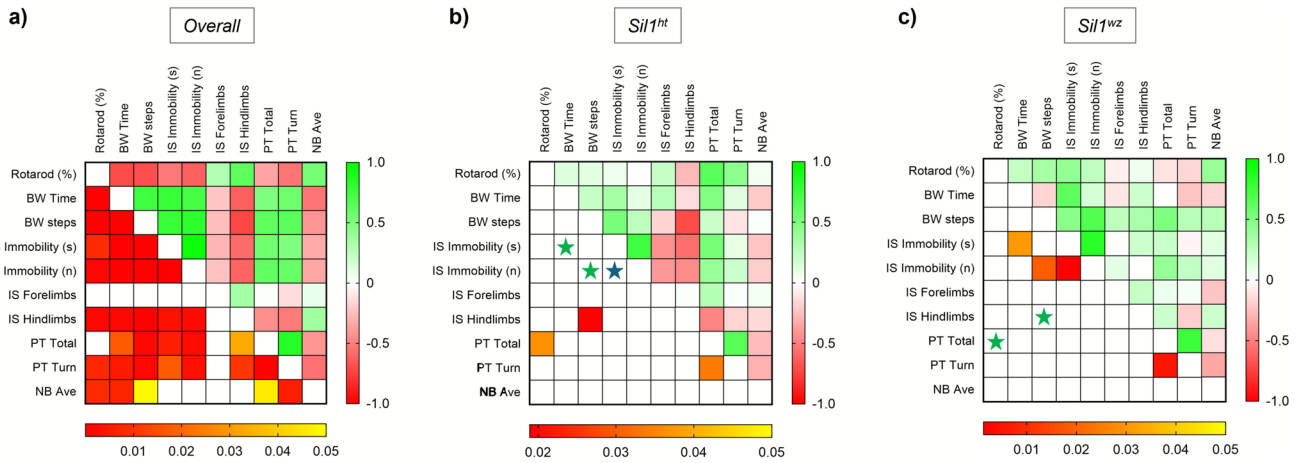 a)
Overall
Rotarod (%)
BW Time
BW steps
IS Immobility (s)
IS Immobility (n)
IS Forelimbs
IS Hindlimbs
PT Total
PT Turn
NB Ave
Rotarod (%)
BW Time
BW steps
Immobility (s)
Immobility (n)
IS Forelimbs
IS Hindlimbs
PT Total
PT Turn
NB Ave
1.0
0.5
0
-0.5
-1.0
0.01
0.02
0.03
0.04
0.05
b)
Sil1ht
Rotarod (%)
BW Time
BW steps
IS Immobility (s)
IS Immobility (n)
IS Forelimbs
IS Hindlimbs
PT Total
PT Turn
NB Ave
Rotarod (%)
BW Time
BW steps
IS Immobility (s)
IS Immobility (n)
IS Forelimbs
IS Hindlimbs
PT Total
PT Turn
NB Ave
1.0
0.5
0
-0.5
-1.0
0.02
0.03
0.04
0.05
c)
Sil1wz
Rotarod (%)
BW Time
BW steps
IS Immobility (s)
IS Immobility (n)
IS Forelimbs
IS Hindlimbs
PT Total
PT Turn
NB Ave
Rotarod (%)
BW Time
BW steps
IS Immobility (s)
IS Immobility (n)
IS Forelimbs
IS Hindlimbs
PT Total
PT Turn
NB Ave
1.0
0.5
0
-0.5
-1.0
0.01
0.02
0.03
0.04
0.05